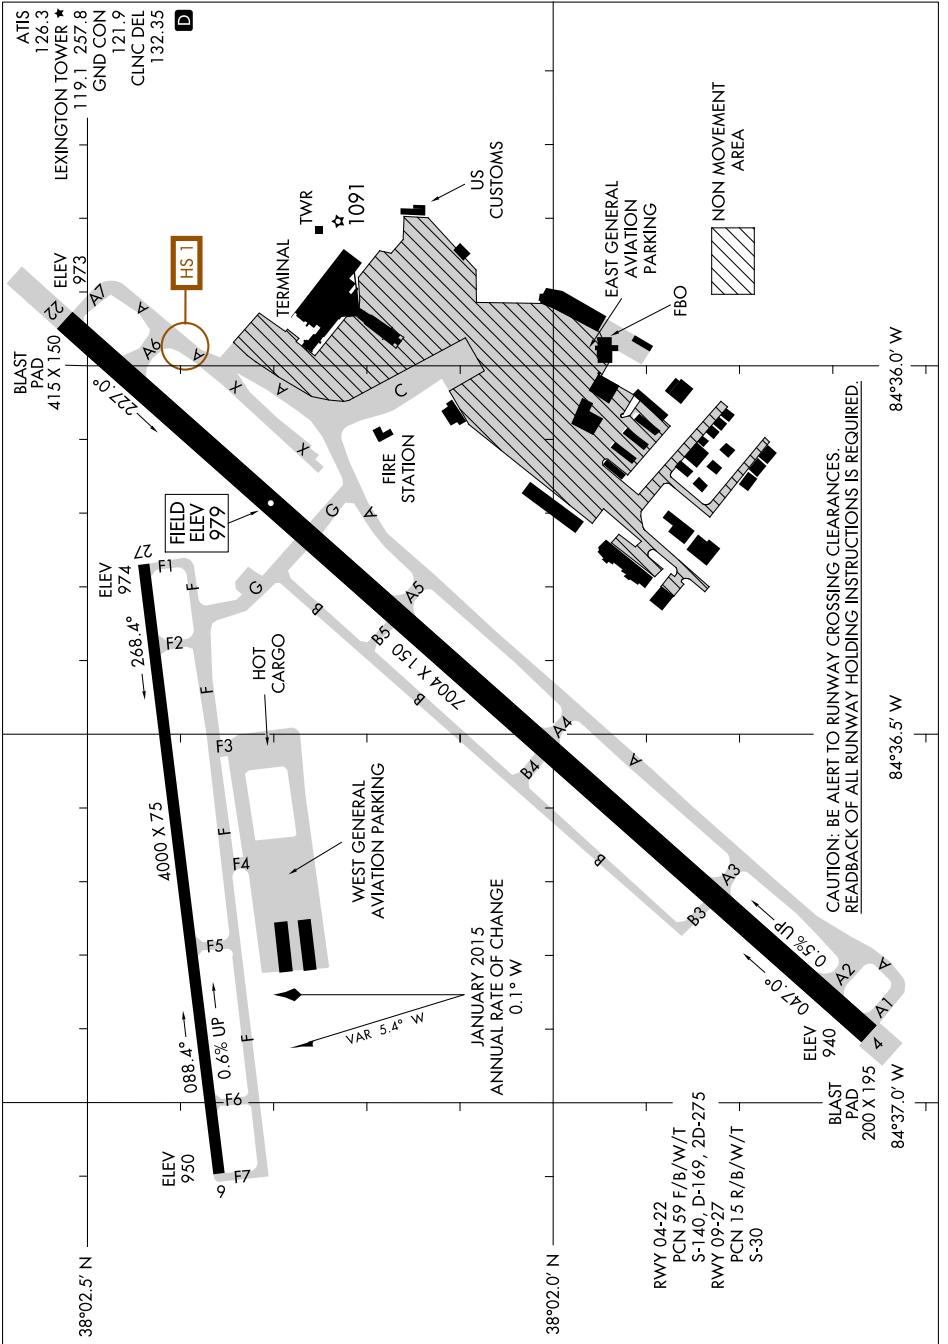 ATIS
126.3
LEXINGTON TOWER ★
119.1 257.8
GND CON
121.9
CLNC DEL
132.35
D
ELEV
973
HS 1
TWR
1091
TERMINAL
US
CUSTOMS
NON MOVEMENT
AREA
EAST GENERAL
AVIATION
PARKING
FBO
BLAST
PAD
415 X 150
22
A7
A
A6
A
X
A
C
X
227.0°
FIRE
STATION
84°36.0' W
FIELD
ELEV
979
G
A
ELEV
974
27
F1
F
F2
G
B
A5
B5
268.4°
HOT
CARGO
F
B
7004 X 150
F3
A4
B4
A
84°36.5' W
4000 X 75
F
F4
WEST GENERAL
AVIATION PARKING
B
A3
B3
CAUTION: BE ALERT TO RUNWAY CROSSING CLEARANCES.
READBACK OF ALL RUNWAY HOLDING INSTRUCTIONS IS REQUIRED.
F5
JANUARY 2015
ANNUAL RATE OF CHANGE
0.1° W
VAR 5.4° W
0.5% UP
047.0°
A2
A
A1
4
ELEV
940
088.4°
0.6% UP
F
F6
BLAST
PAD
200 X 195
84°37.0' W
ELEV
950
9
F7
RWY 04-22
PCN 59 F/B/W/T
S-140, D-169, 2D-275
RWY 09-27
PCN 15 R/B/W/T
S-30
38°02.5' N
38°02.0' N